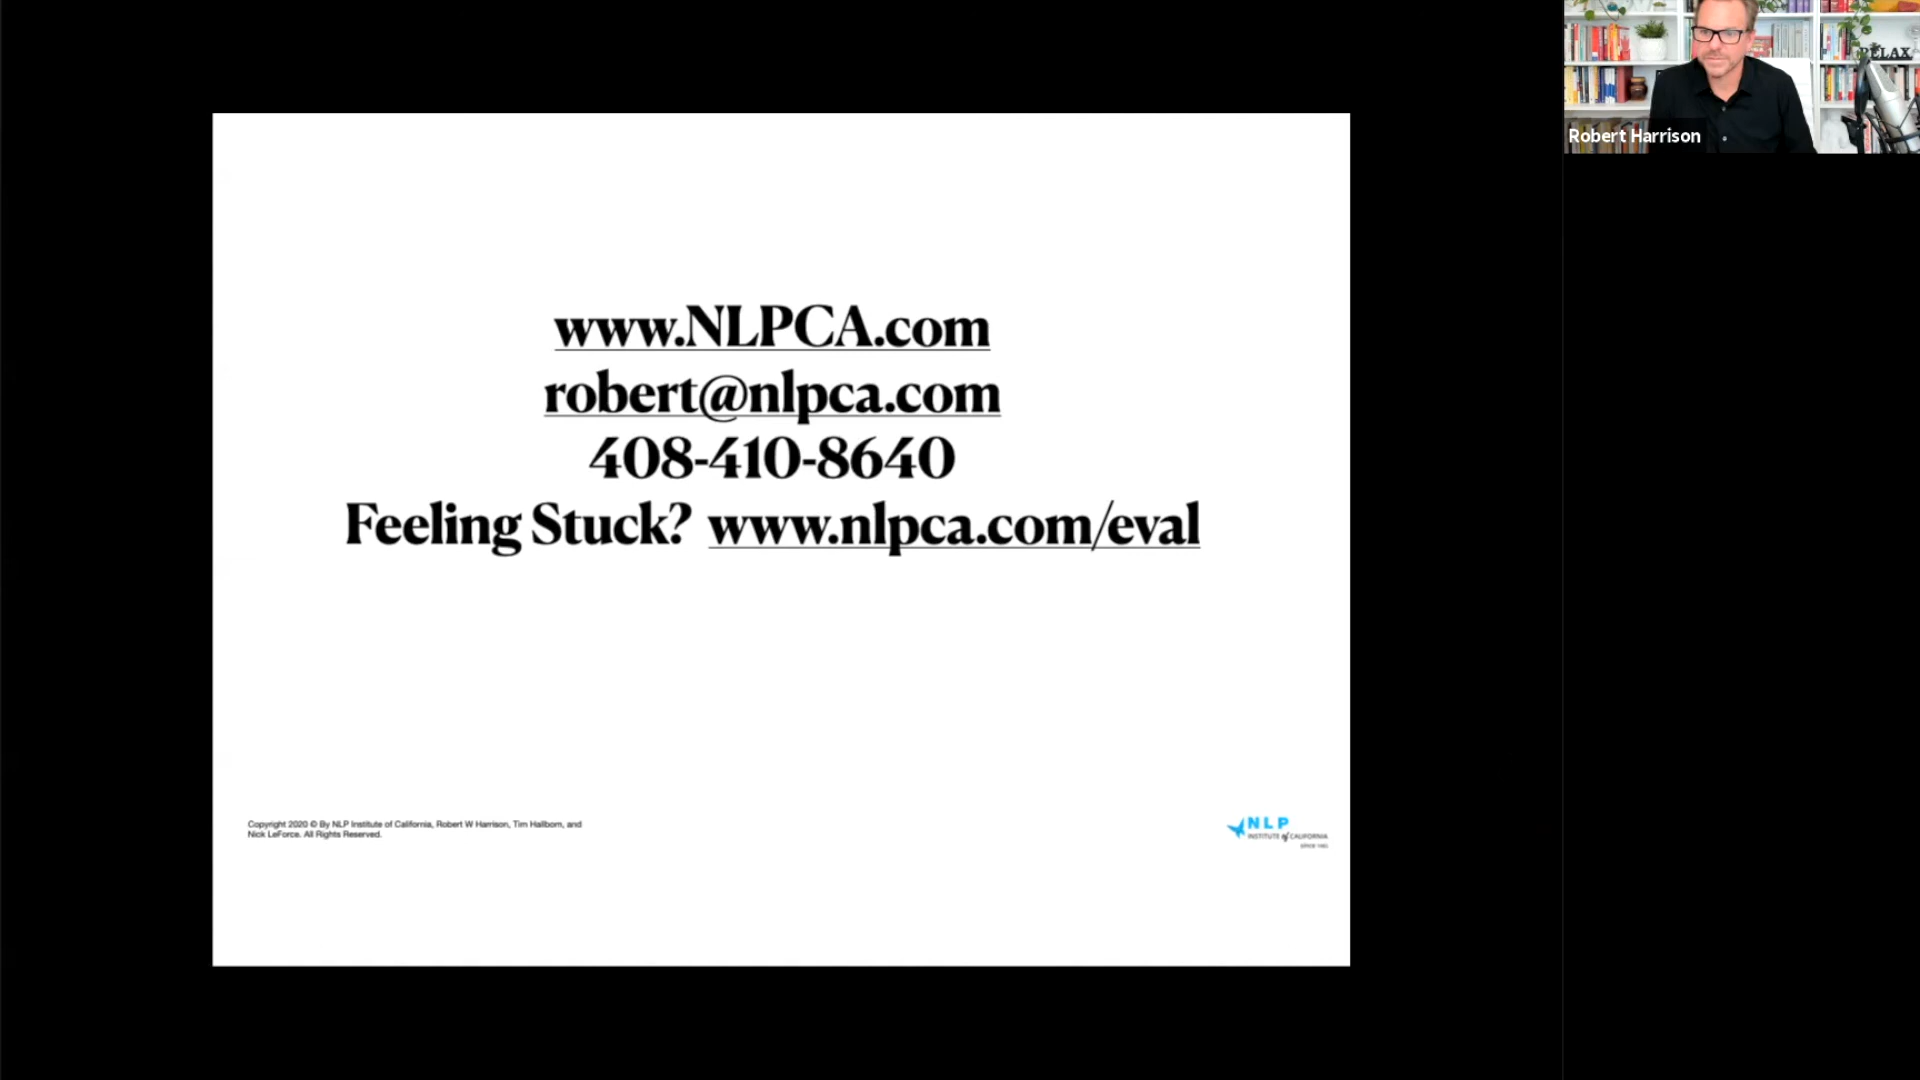 www.NLPCA.com
robert@nlpca.com
408-410-8640
Feeling Stuck? www.nlpca.com/eval
Copyright 2020 © By NLP Institute of California, Robert W Harrison, Tim Hallbom, and
Nick LeForce. All Rights Reserved.
NLP
INSTITUTE of CALIFORNIA
RELAX
Robert Harrison